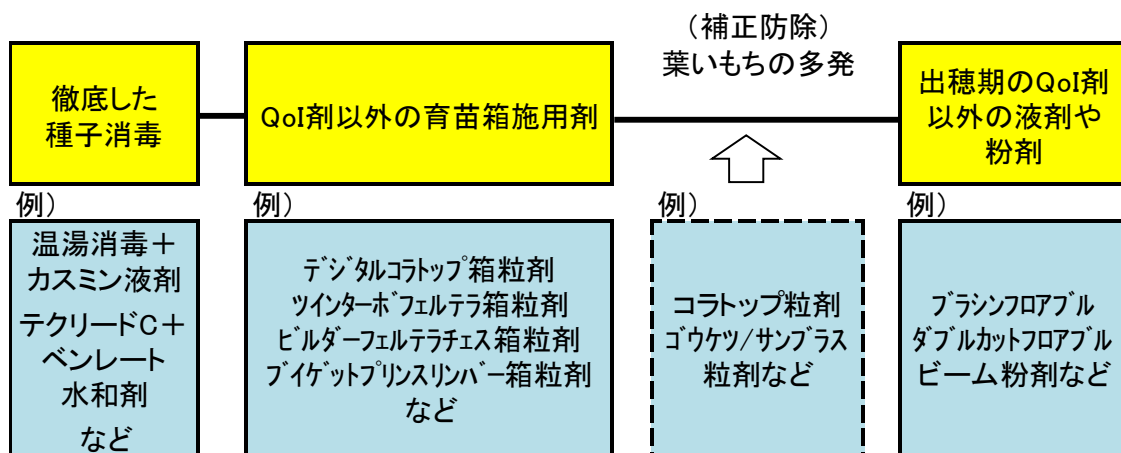 （補正防除）
葉いもちの多発
徹底した
種子消毒
QoI剤以外の育苗箱施用剤
出穂期のQoI剤
以外の液剤や
粉剤
例）
温湯消毒＋
カスミン液剤
テクリードC＋
ベンレート
水和剤
など
例）
ﾃﾞｼﾞﾀﾙｺﾗﾄｯﾌﾟ箱粒剤
ﾂｲﾝﾀｰﾎﾞﾌｪﾙﾃﾗ箱粒剤
ﾋﾞﾙﾀﾞｰﾌｪﾙﾃﾗﾁｪｽ箱粒剤
ﾌﾞｲｹﾞｯﾄﾌﾟﾘﾝｽﾘﾝﾊﾞｰ箱粒剤
など
例）
コラトップ粒剤
ｺﾞｳｹﾂ/ｻﾝﾌﾞﾗｽ
粒剤など
例）
ﾌﾞﾗｼﾝﾌﾛｱﾌﾞﾙ
ﾀﾞﾌﾞﾙｶｯﾄﾌﾛｱﾌﾞﾙ
ビーム粉剤など